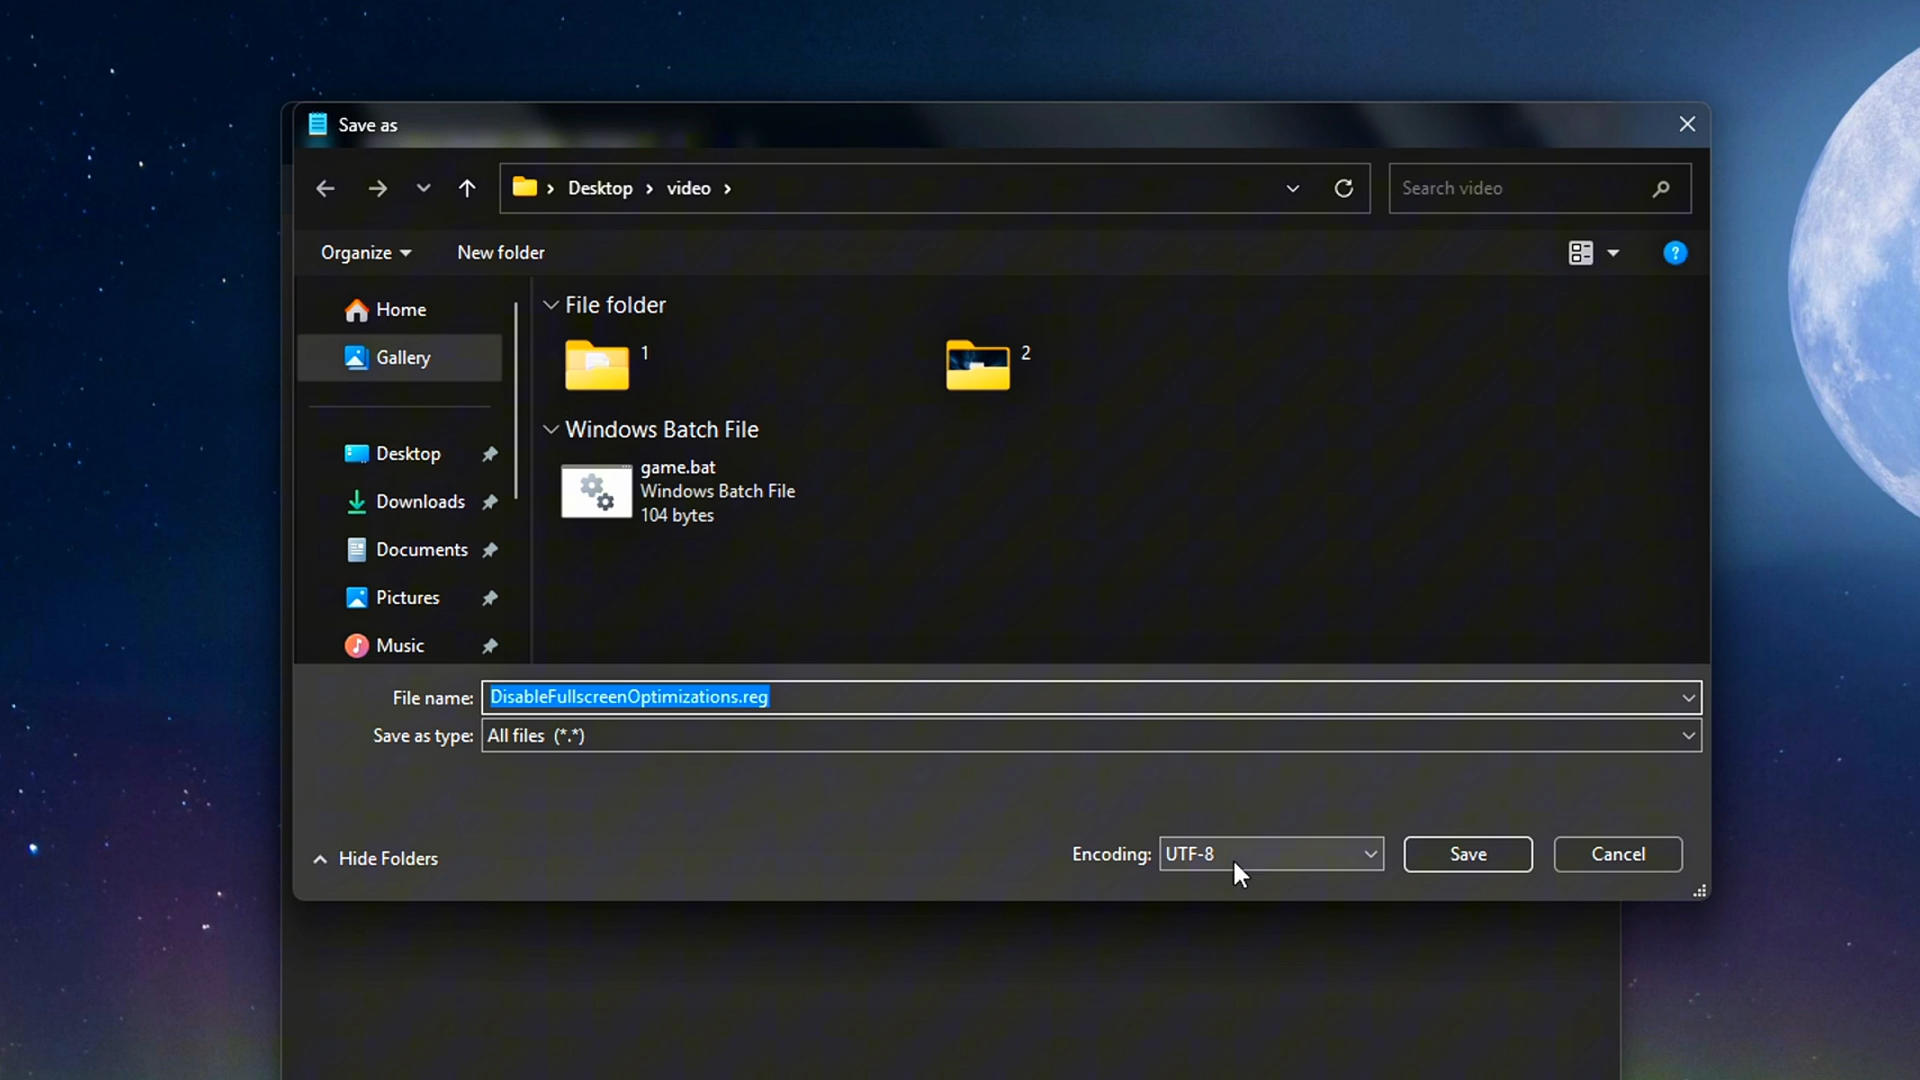 Save as
Desktop
video
Search video
Organize
New folder
?
Home
Gallery
Desktop
Downloads
Documents
Pictures
Music
File folder
1
2
Windows Batch File
game.bat
Windows Batch File
104 bytes
File name: DisableFullscreenOptimizations.reg
Save as type: All files (*.*)
Hide Folders
Encoding: UTF-8
Save
Cancel